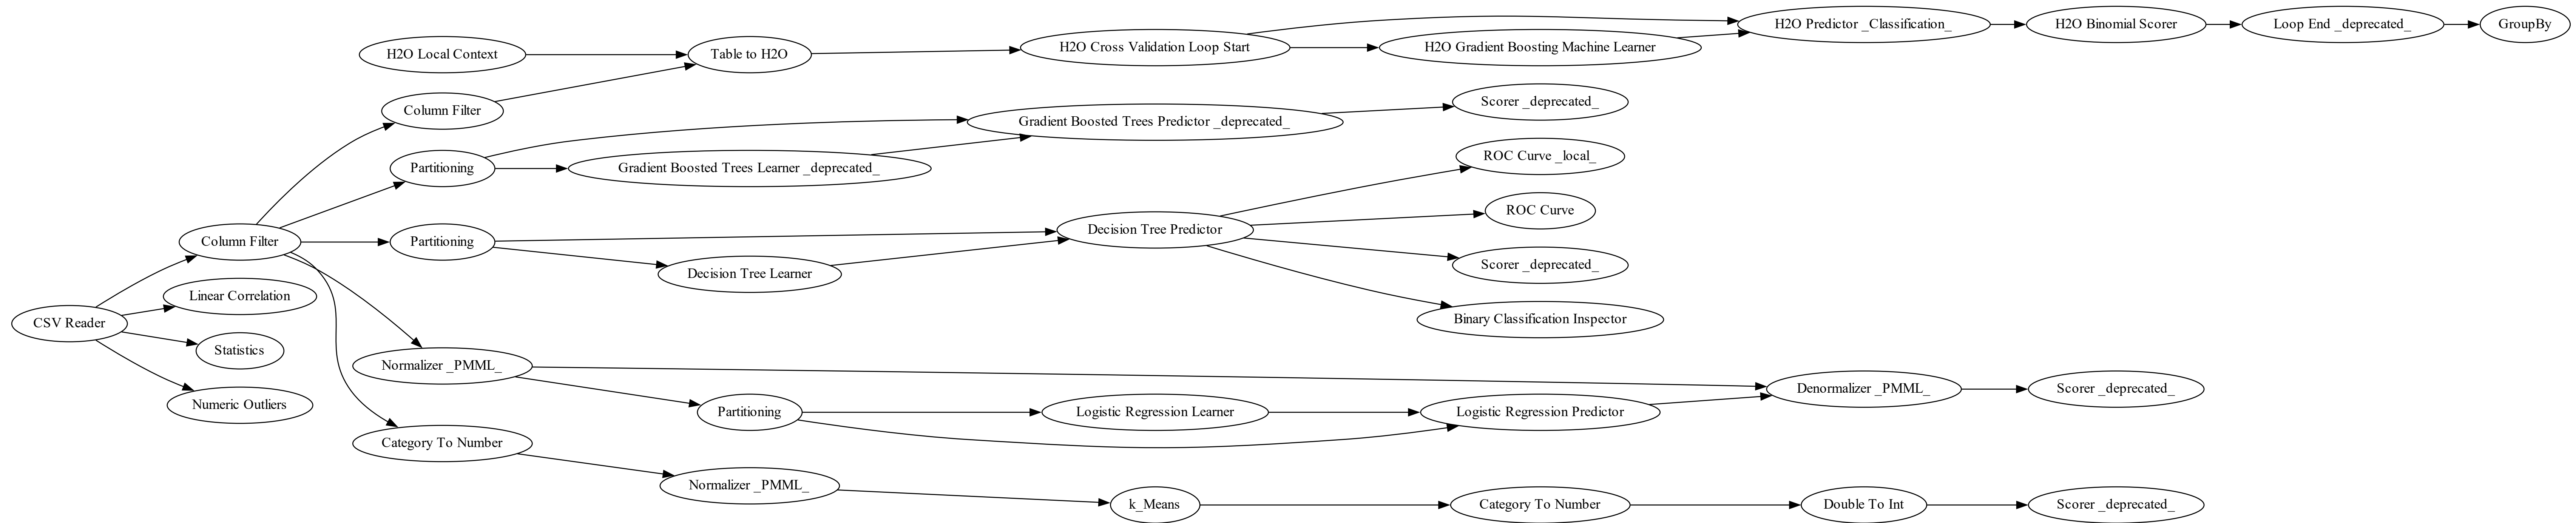 H2O Local Context
Table to H2O
H2O Cross Validation Loop Start
H2O Gradient Boosting Machine Learner
H2O Predictor _Classification_
H2O Binomial Scorer
Loop End _deprecated_
GroupBy
Column Filter
Partitioning
Gradient Boosted Trees Learner _deprecated_
Gradient Boosted Trees Predictor _deprecated_
Scorer _deprecated_
Column Filter
Partitioning
Decision Tree Learner
Decision Tree Predictor
ROC Curve _local_
ROC Curve
Scorer _deprecated_
Binary Classification Inspector
CSV Reader
Linear Correlation
Statistics
Numeric Outliers
Normalizer _PMML_
Partitioning
Logistic Regression Learner
Logistic Regression Predictor
Denormalizer _PMML_
Scorer _deprecated_
Category To Number
Normalizer _PMML_
k_Means
Category To Number
Double To Int
Scorer _deprecated_